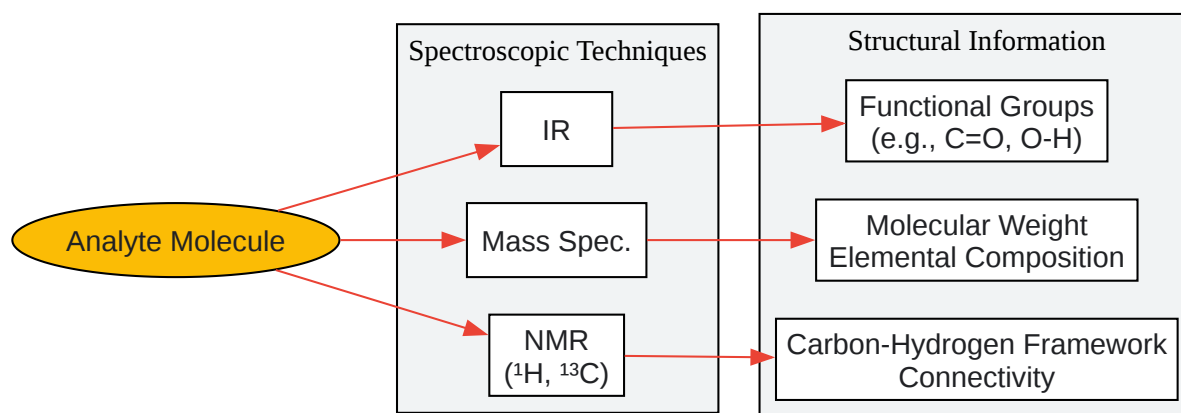 Spectroscopic Techniques
Structural Information
Analyte Molecule
IR
Functional Groups
(e.g., C=O, O-H)
Mass Spec.
Molecular Weight
Elemental Composition
NMR
(¹H, ¹³C)
Carbon-Hydrogen Framework
Connectivity